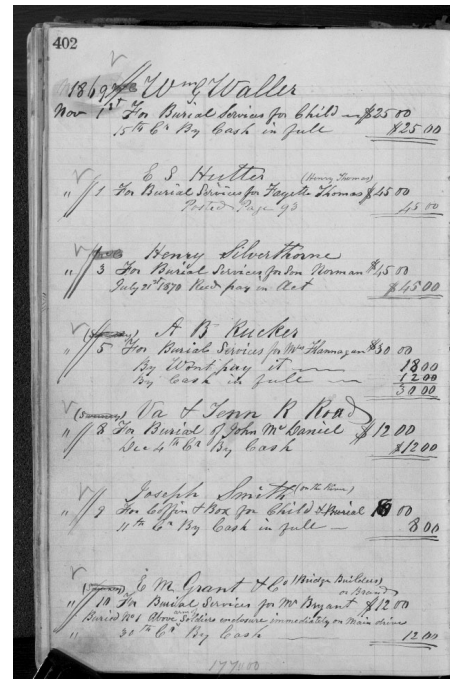 402
1869 Wm G Waller
Nov 1st For Burial Services for Child $25 00
15th Cr By Cash in full $25 00
E S Hutter (Henry Thomas)
" 1 For Burial Services for Fayette Thomas $45 00
Posted Page 93 45 00
Henry Silverthorne
" 3 For Burial Services for Son Norman $45 00
July 21st 1870 Recd pay in Act $45 00
A B Rucker
" 5 For Burial Services for Mrs Flannagan $30 00
By Wont pay it 18 00
By Cash in full 12 00
30 00
Va & Tenn R Road
" 8 For Burial of John McDaniel $12 00
Dec 4th Cr By Cash $12 00
Joseph Smith (on the River)
" 9 For Coffin & Box for Child & Burial 00
11th Cr By Cash in full 8 00
E M Grant & Co (Bridge Builders)
" 10 For Burial Services for Mr Bryant $12 00
Buried No 1 Above Soldiers enclosure immediately on Main drive
" 30th Cr By Cash 12 00
177 00